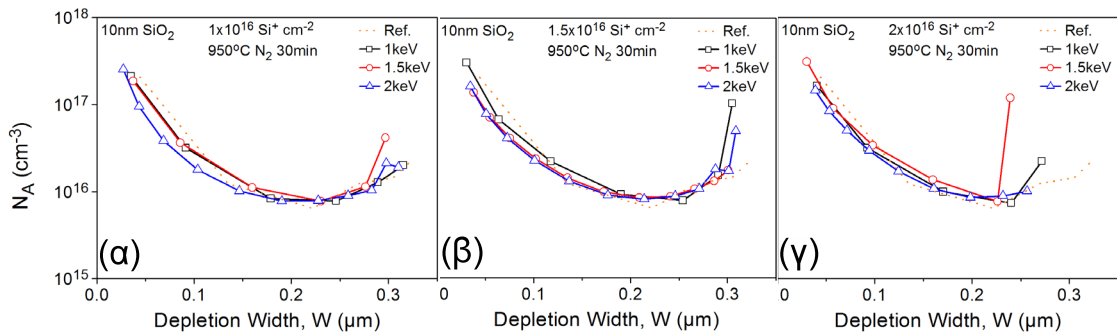 10nm SiO₂ 1x10¹⁶ Si⁺ cm⁻² Ref.
950ºC N₂ 30min 1keV
1.5keV
2keV
(α)
10nm SiO₂ 1.5x10¹⁶ Si⁺ cm⁻² Ref.
950ºC N₂ 30min 1keV
1.5keV
2keV
(β)
10nm SiO₂ 2x10¹⁶ Si⁺ cm⁻² Ref.
950ºC N₂ 30min 1keV
1.5keV
2keV
(γ)
10¹⁸
10¹⁷
10¹⁶
10¹⁵
N_A (cm⁻³)
0.0 0.1 0.2 0.3
0.0 0.1 0.2 0.3
0.0 0.1 0.2 0.3
Depletion Width, W (µm)
Depletion Width, W (µm)
Depletion Width, W (µm)